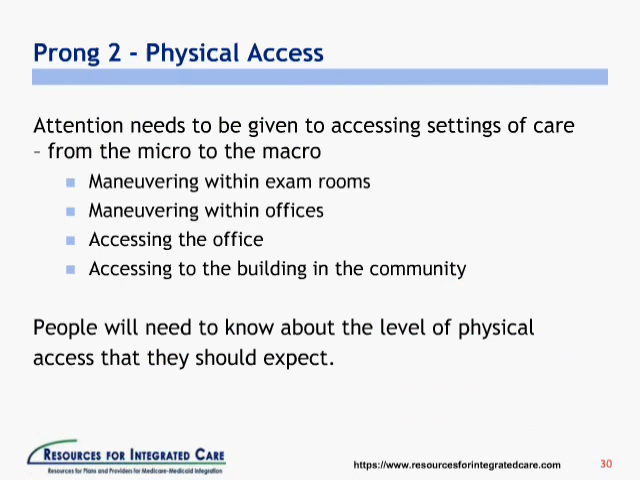 Prong 2 - Physical Access
Attention needs to be given to accessing settings of care
– from the micro to the macro
Maneuvering within exam rooms
Maneuvering within offices
Accessing the office
Accessing to the building in the community
People will need to know about the level of physical
access that they should expect.
RESOURCES FOR INTEGRATED CARE
Resources for Plans and Providers for Medicare-Medicaid Integration
https://www.resourcesforintegratedcare.com
30